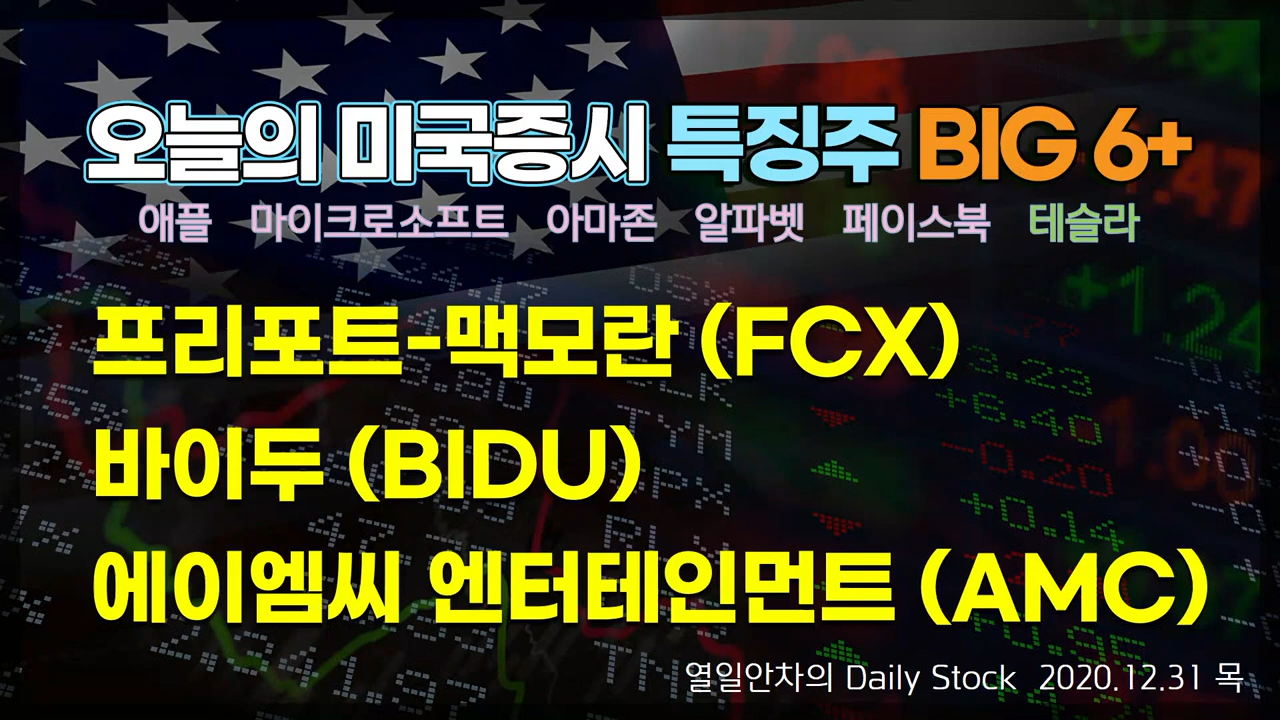 오늘의 미국증시 특징주 BIG 6+
애플 마이크로소프트 아마존 알파벳 페이스북 테슬라
프리포트-맥모란 (FCX)
바이두 (BIDU)
에이엠씨 엔터테인먼트 (AMC)
열일안차의 Daily Stock 2020.12.31 목